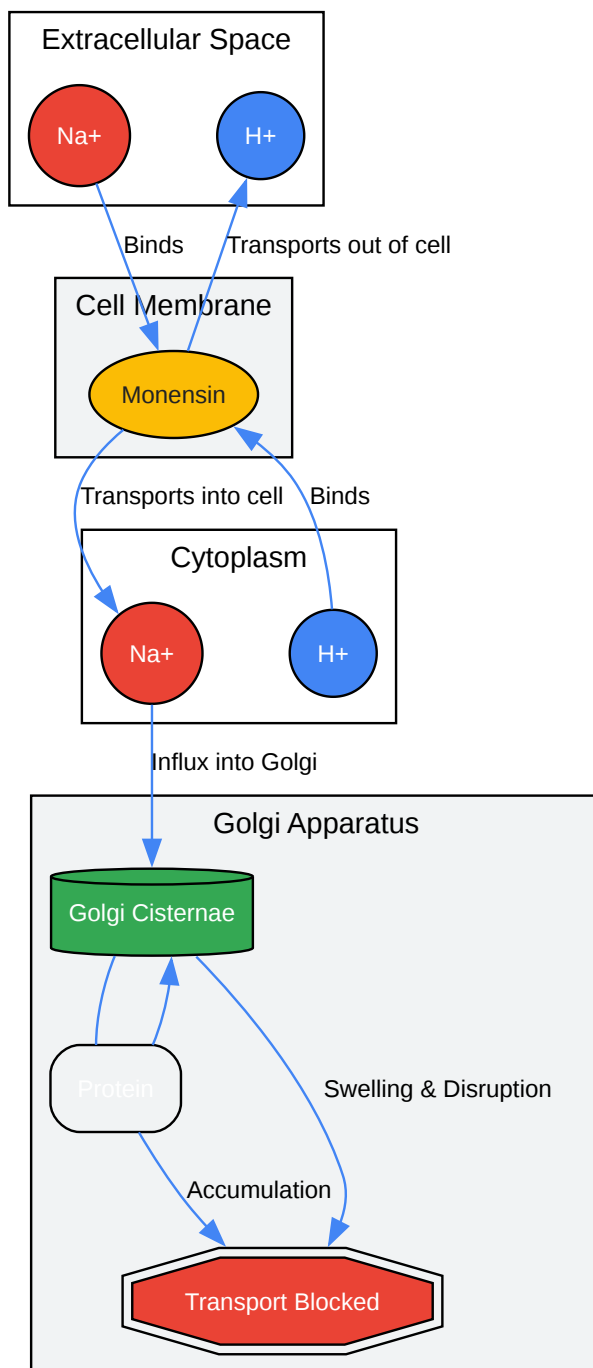 Extracellular Space
Na+
H+
Binds
Transports out of cell
Cell Membrane
Monensin
Transports into cell
Binds
Cytoplasm
Na+
H+
Influx into Golgi
Golgi Apparatus
Golgi Cisternae
Protein
Swelling & Disruption
Accumulation
Transport Blocked